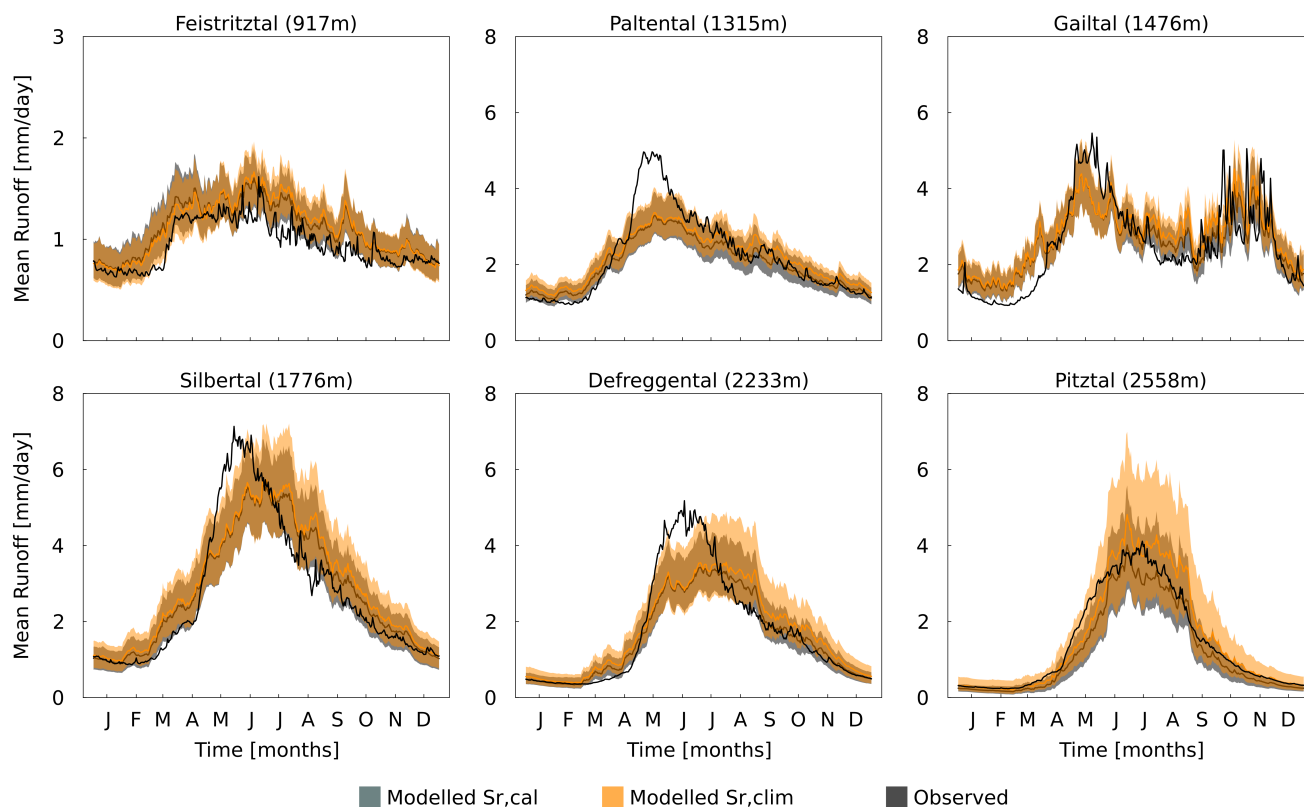 Feistritztal (917m)
Paltental (1315m)
Gailtal (1476m)
Mean Runoff [mm/day]
3
2
1
0
8
6
4
2
0
8
6
4
2
0
Silbertal (1776m)
Defreggental (2233m)
Pitztal (2558m)
Mean Runoff [mm/day]
8
6
4
2
0
8
6
4
2
0
8
6
4
2
0
J F M A M J J A S O N D
J F M A M J J A S O N D
J F M A M J J A S O N D
Time [months]
Time [months]
Time [months]
Modelled Sr,cal
Modelled Sr,clim
Observed